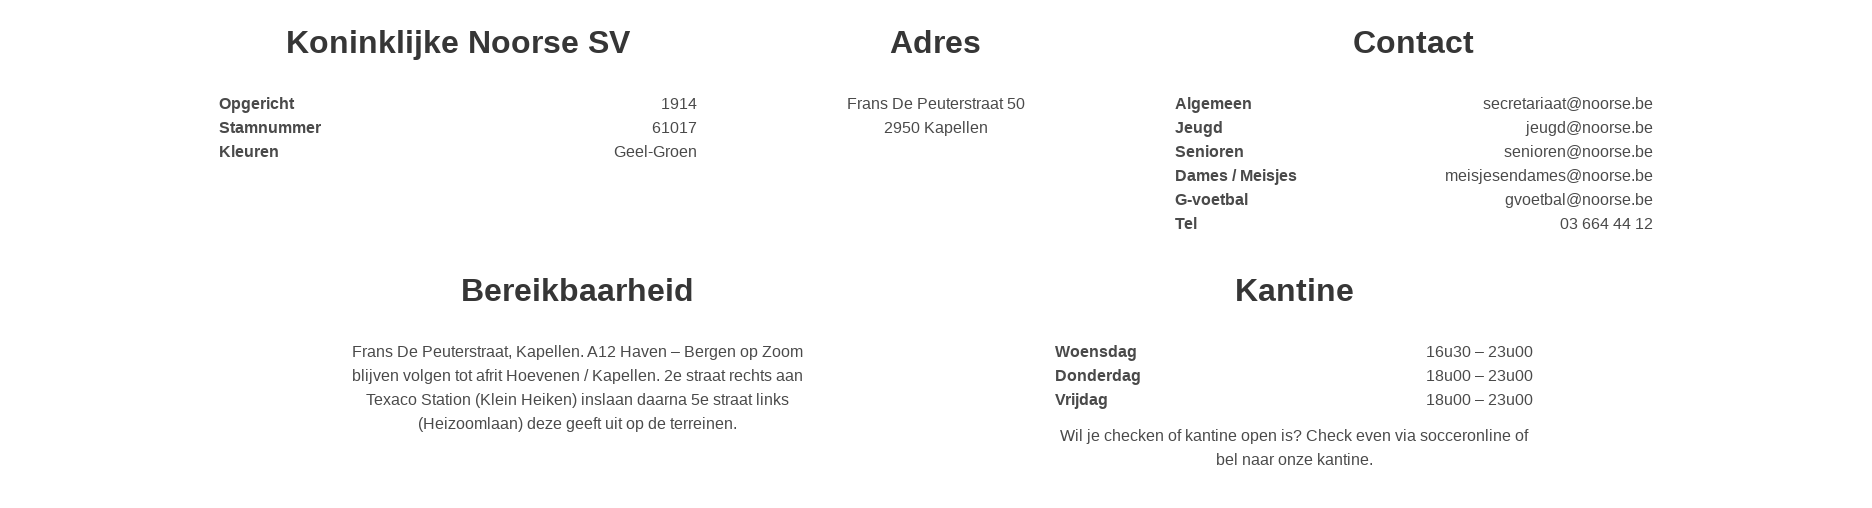 Koninklijke Noorse SV
Opgericht 1914
Stamnummer 61017
Kleuren Geel-Groen
Adres
Frans De Peuterstraat 50
2950 Kapellen
Contact
Algemeen secretariaat@noorse.be
Jeugd jeugd@noorse.be
Senioren senioren@noorse.be
Dames / Meisjes meisjesendames@noorse.be
G-voetbal gvoetbal@noorse.be
Tel 03 664 44 12
Bereikbaarheid
Frans De Peuterstraat, Kapellen. A12 Haven – Bergen op Zoom
blijven volgen tot afrit Hoevenen / Kapellen. 2e straat rechts aan
Texaco Station (Klein Heiken) inslaan daarna 5e straat links
(Heizoomlaan) deze geeft uit op de terreinen.
Kantine
Woensdag 16u30 – 23u00
Donderdag 18u00 – 23u00
Vrijdag 18u00 – 23u00
Wil je checken of kantine open is? Check even via socceronline of
bel naar onze kantine.